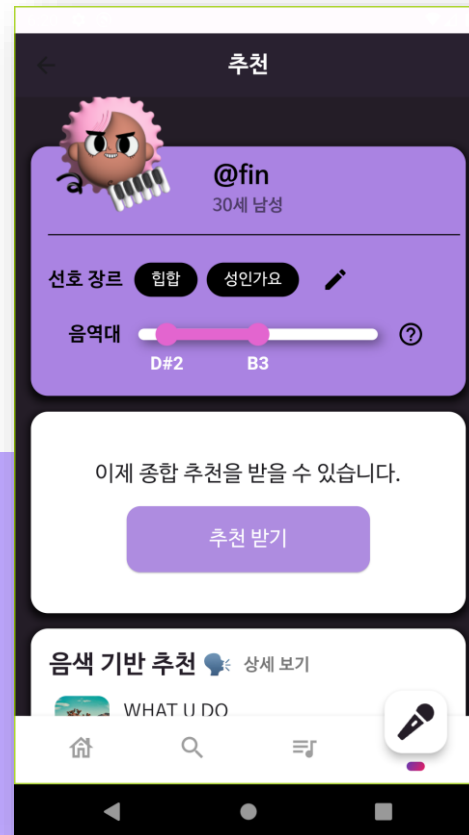 추천
@fin
30세 남성
선호 장르 힙합 성인가요
음역대
D#2 B3
이제 종합 추천을 받을 수 있습니다.
추천 받기
음색 기반 추천 상세 보기
WHAT U DO